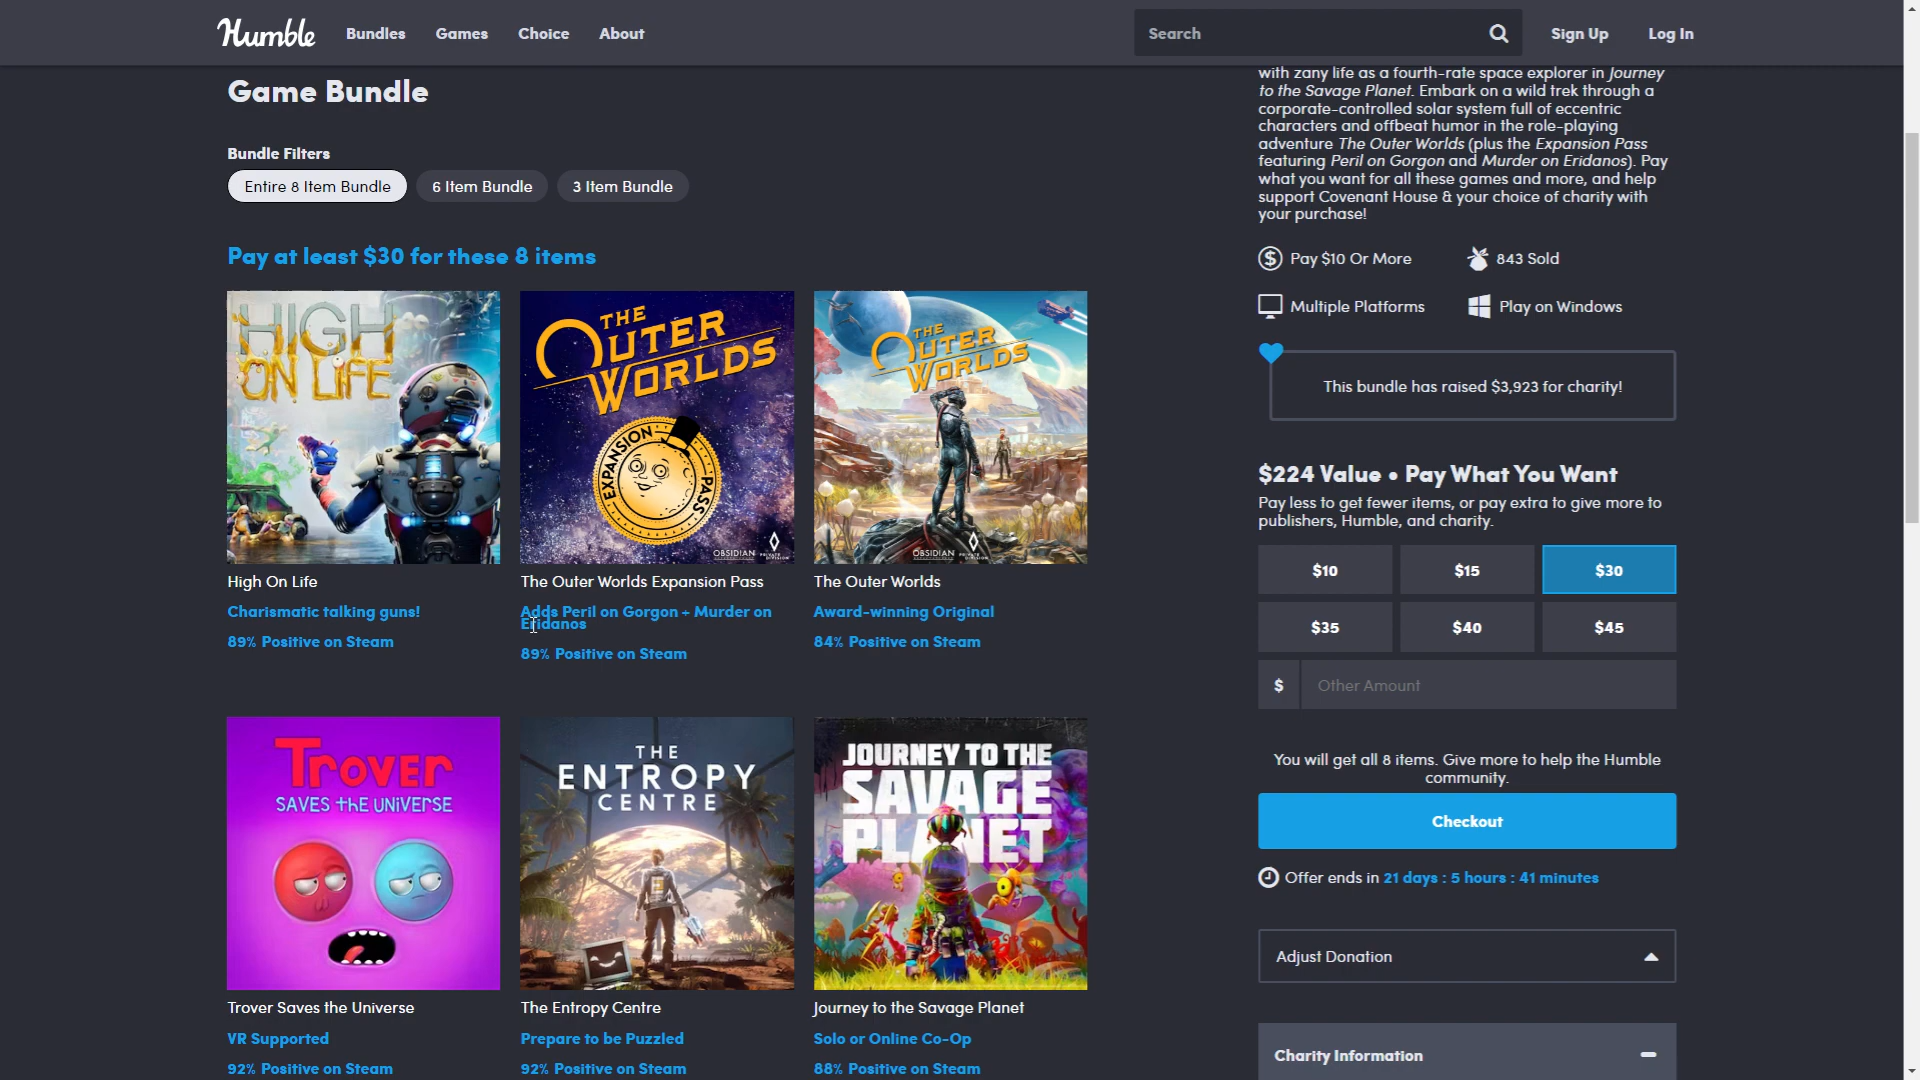 Humble
Bundles
Games
Choice
About
Search
Sign Up
Log In
Game Bundle
Bundle Filters
Entire 8 Item Bundle
6 Item Bundle
3 Item Bundle
Pay at least $30 for these 8 items
HIGH
ON LIFE
THE
OUTER
WORLDS
EXPANSION
PASS
OBSIDIAN
PRIVATE DIVISION
THE
OUTER
WORLDS
OBSIDIAN
PRIVATE DIVISION
High On Life
Charismatic talking guns!
89% Positive on Steam
The Outer Worlds Expansion Pass
Adds Peril on Gorgon + Murder on
Eridanos
89% Positive on Steam
The Outer Worlds
Award-winning Original
84% Positive on Steam
Trover
SAVES the UNIVERSE
THE
ENTROPY
CENTRE
JOURNEY TO THE
SAVAGE
PLANET
Trover Saves the Universe
VR Supported
92% Positive on Steam
The Entropy Centre
Prepare to be Puzzled
92% Positive on Steam
Journey to the Savage Planet
Solo or Online Co-Op
88% Positive on Steam
with zany life as a fourth-rate space explorer in Journey
to the Savage Planet. Embark on a wild trek through a
corporate-controlled solar system full of eccentric
characters and offbeat humor in the role-playing
adventure The Outer Worlds (plus the Expansion Pass
featuring Peril on Gorgon and Murder on Eridanos). Pay
what you want for all these games and more, and help
support Covenant House & your choice of charity with
your purchase!
Pay $10 Or More
843 Sold
Multiple Platforms
Play on Windows
This bundle has raised $3,923 for charity!
$224 Value • Pay What You Want
Pay less to get fewer items, or pay extra to give more to
publishers, Humble, and charity.
$10
$15
$30
$35
$40
$45
$
Other Amount
You will get all 8 items. Give more to help the Humble
community.
Checkout
Offer ends in 21 days : 5 hours : 41 minutes
Adjust Donation
Charity Information